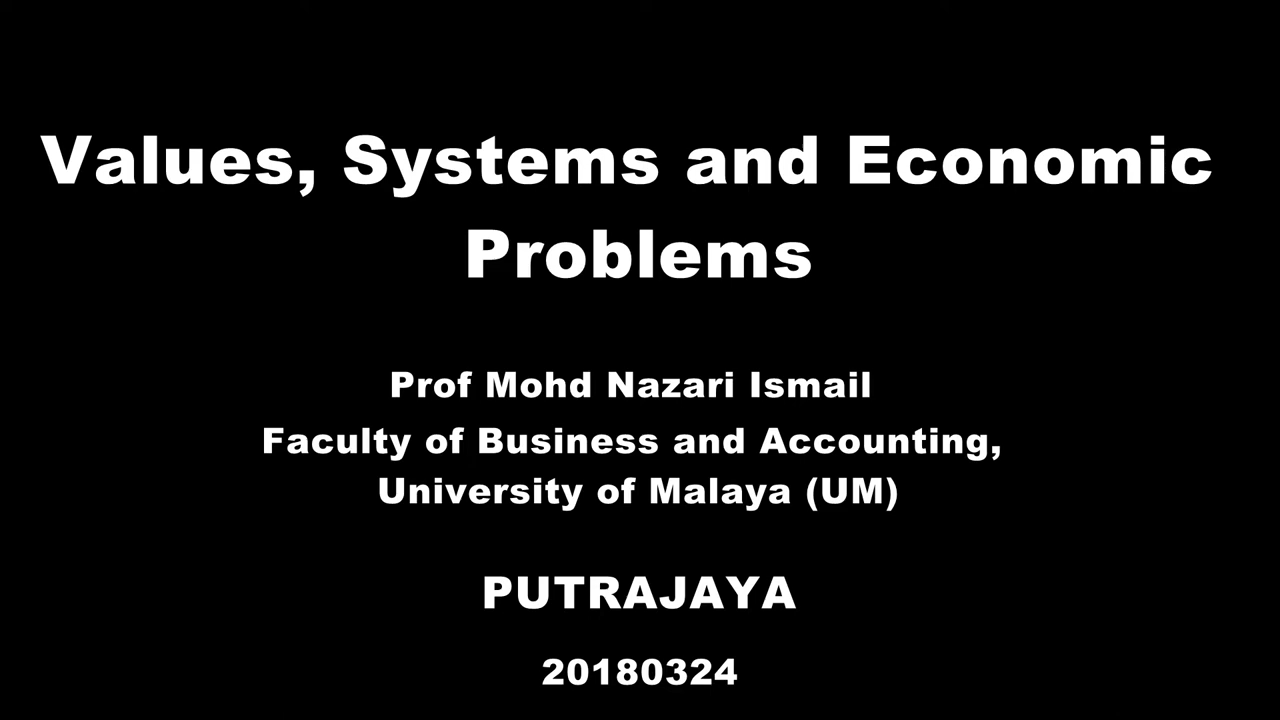 Values, Systems and Economic
Problems
Prof Mohd Nazari Ismail
Faculty of Business and Accounting,
University of Malaya (UM)
PUTRAJAYA
20180324